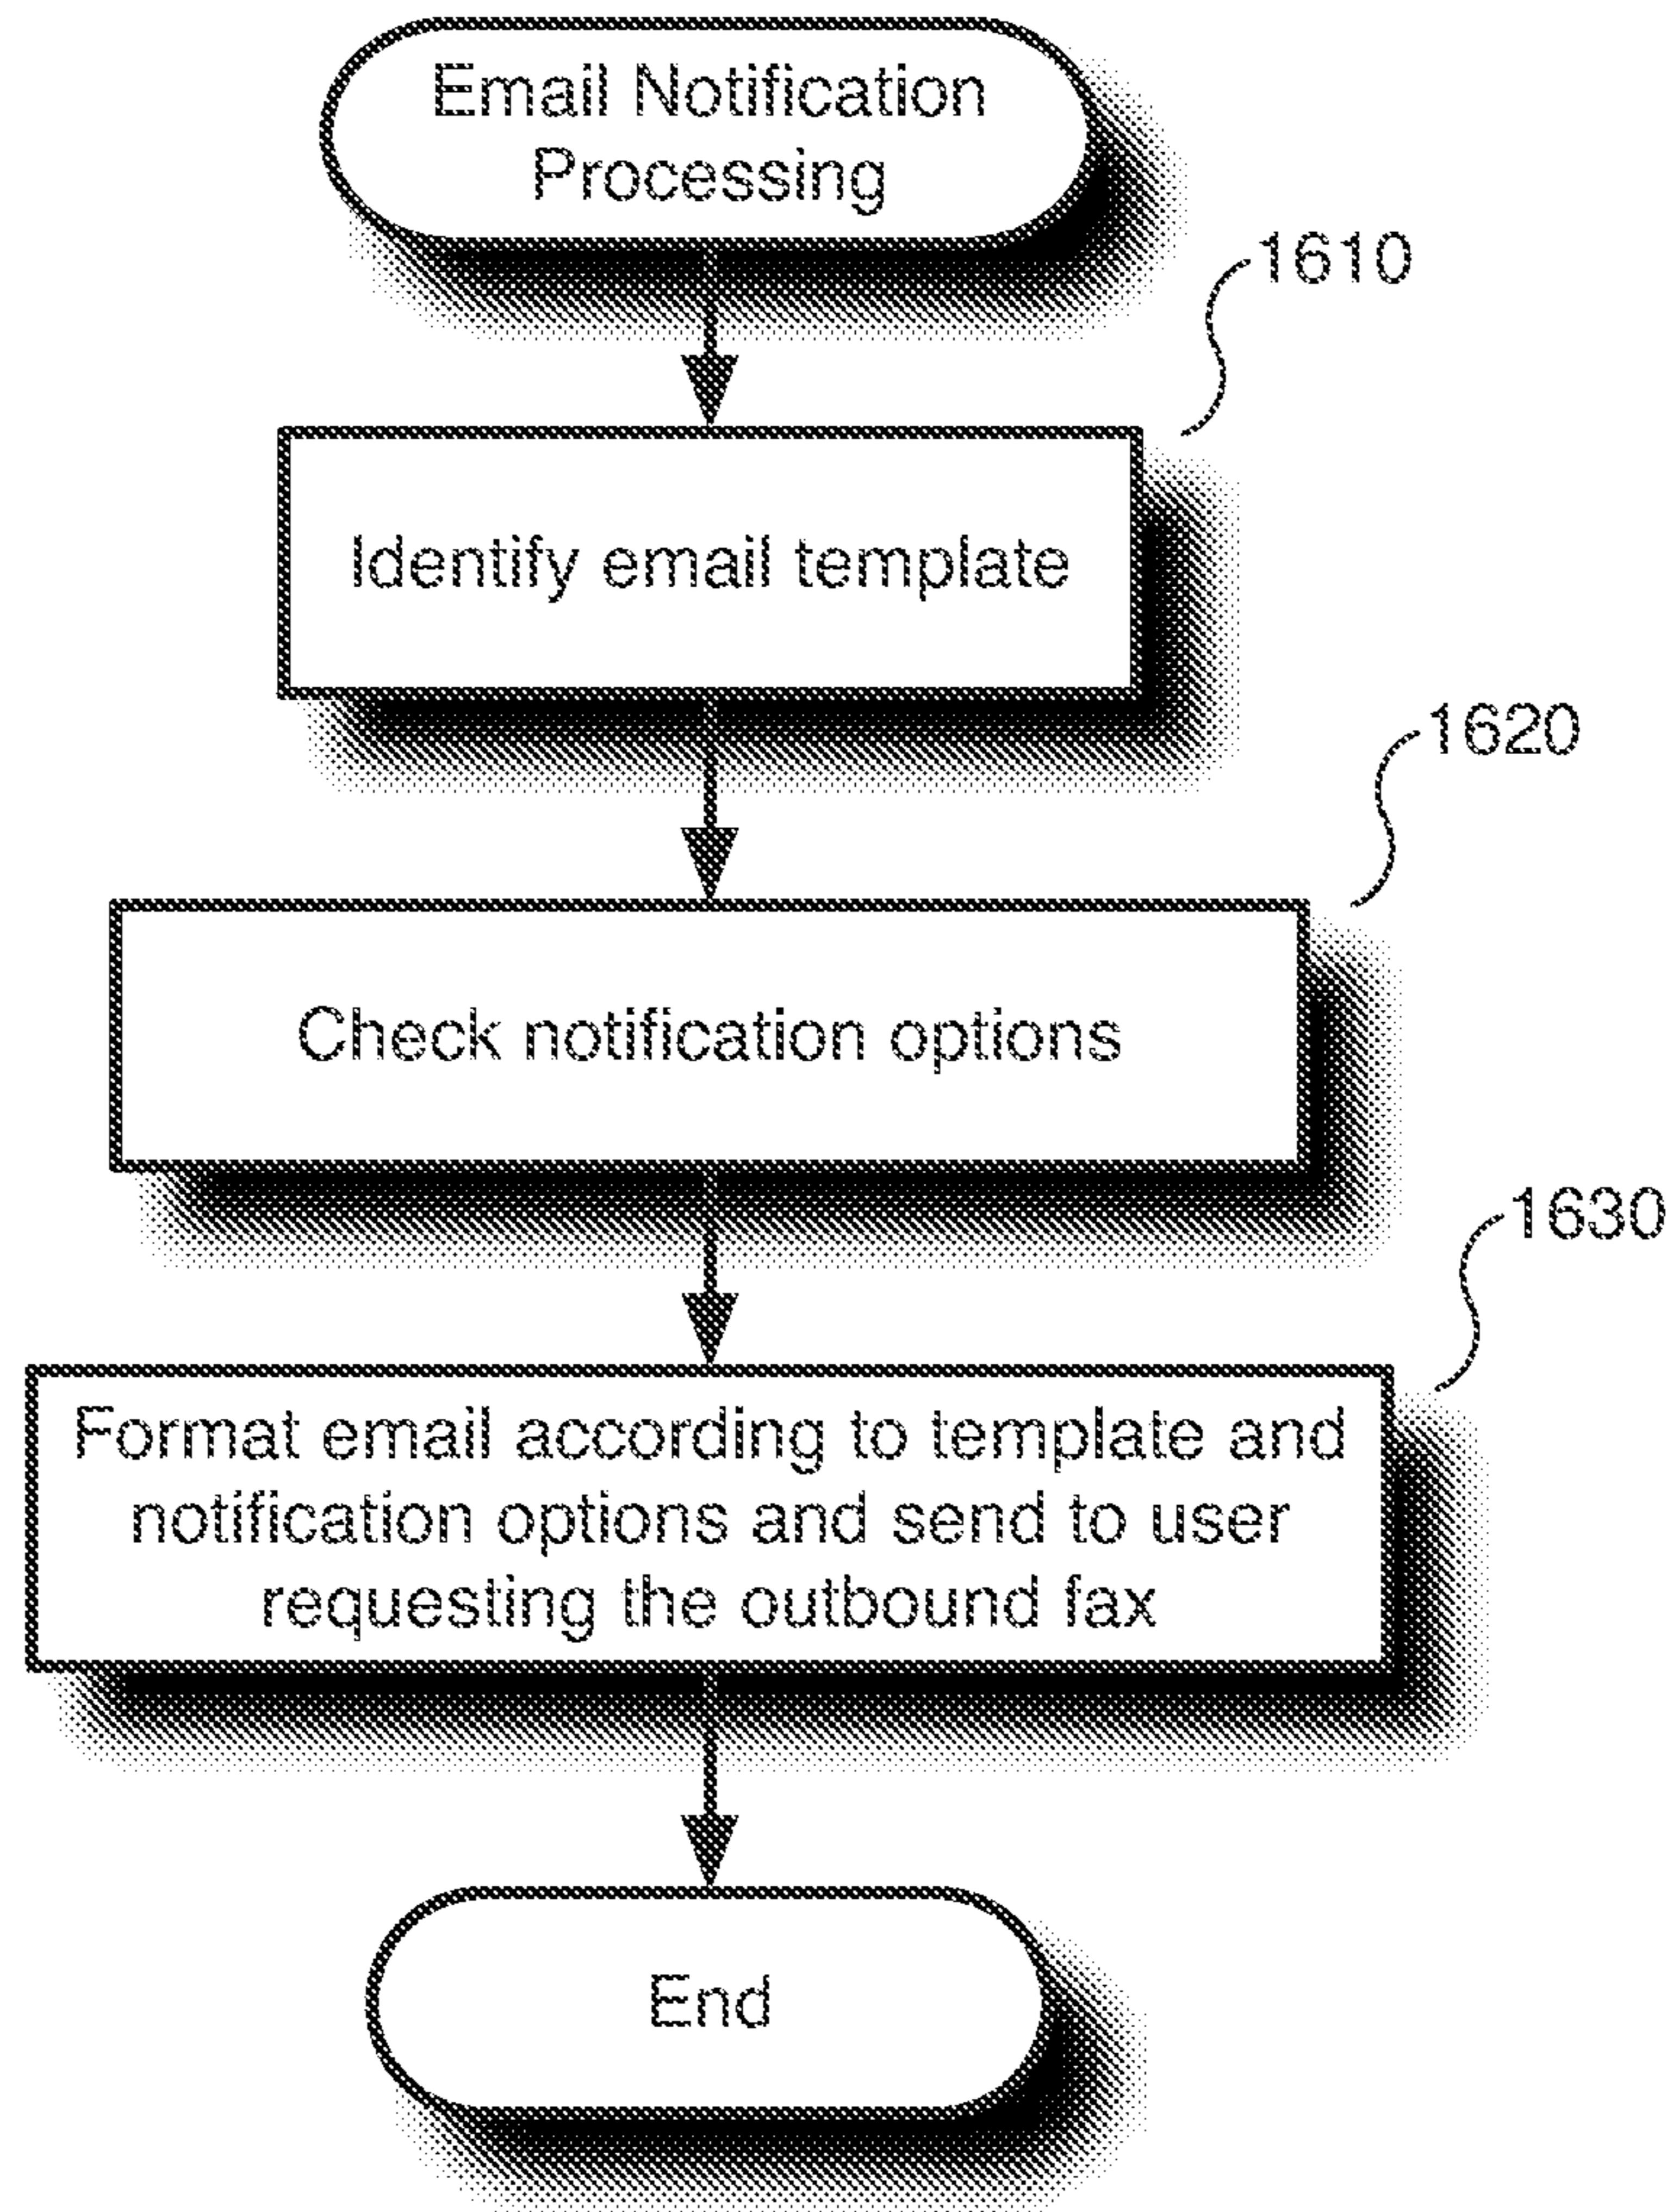 Email Notification
Processing
1610
Identify email template
1620
Check notification options
1630
Format email according to template and
notification options and send to user
requesting the outbound fax
End